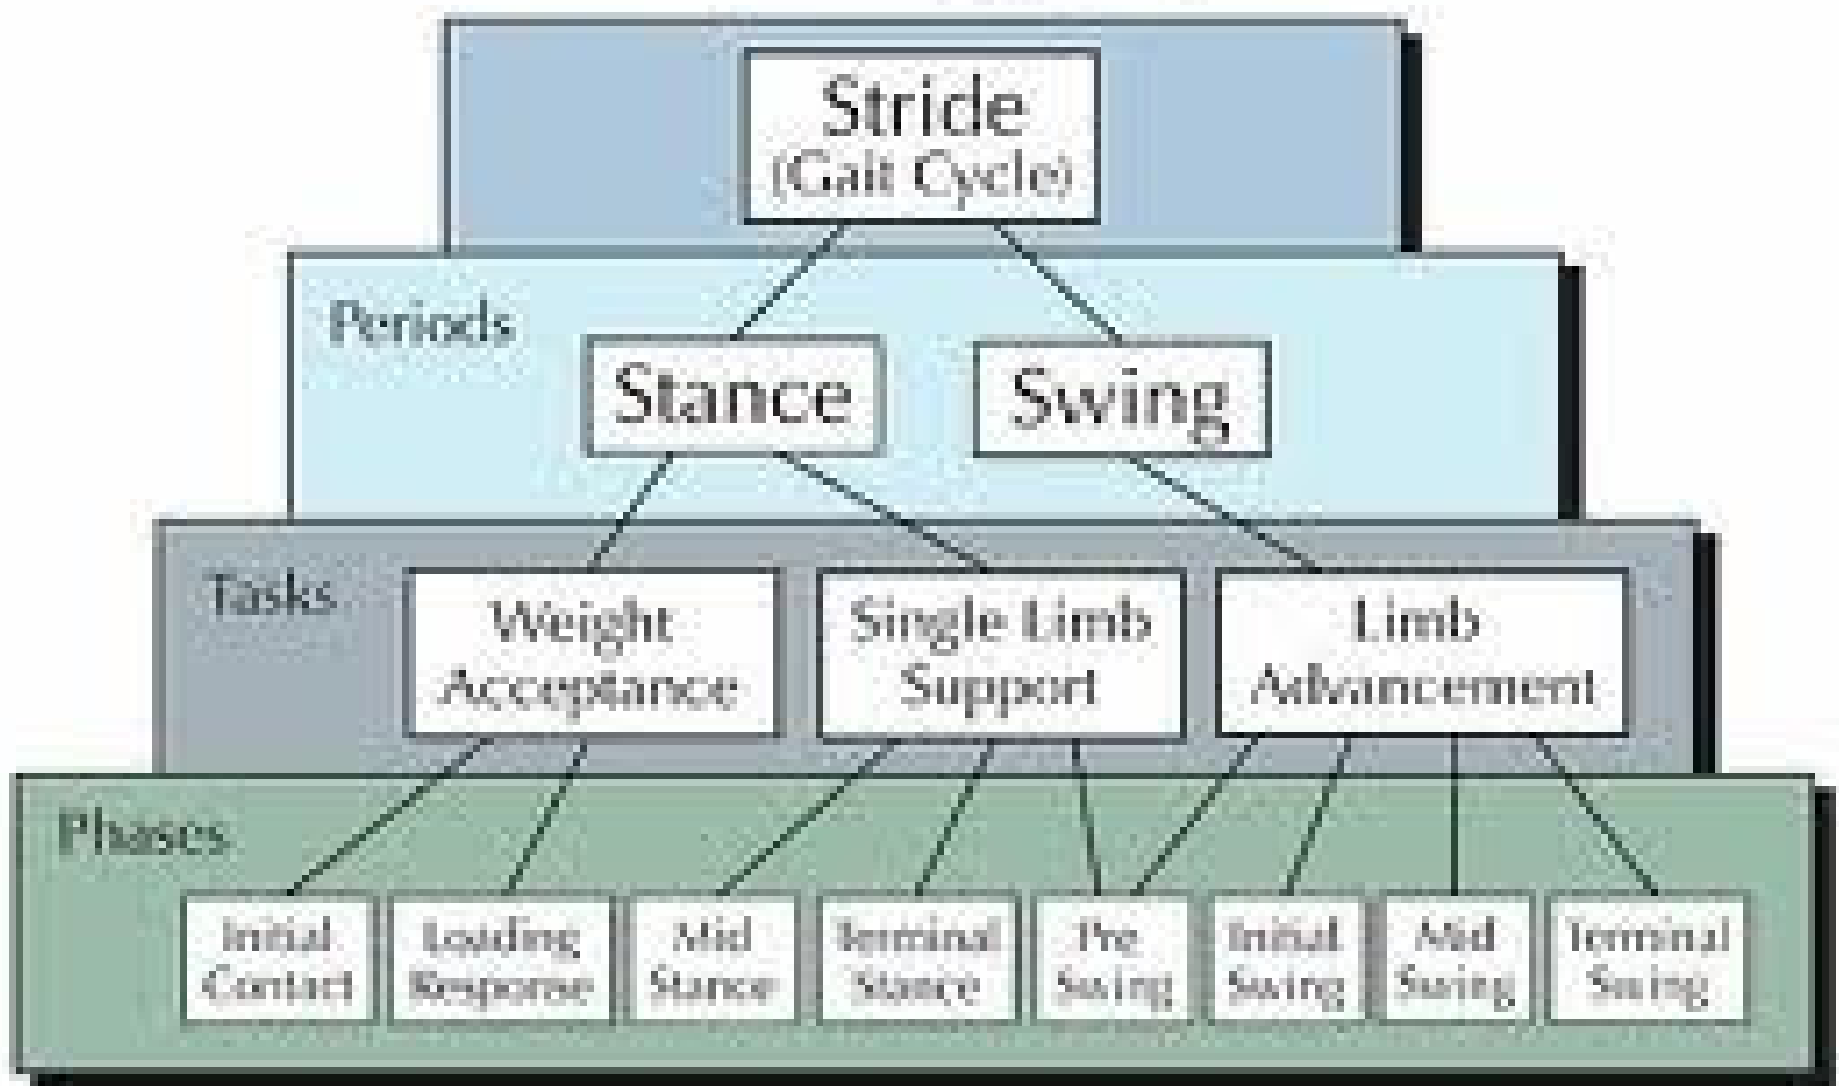 Stride
(Gait Cycle)
Periods
Stance
Swing
Tasks
Weight
Acceptance
Single Limb
Support
Limb
Advancement
Phases
Initial
Contact
Loading
Response
Mid
Stance
Terminal
Stance
Pre
Swing
Initial
Swing
Mid
Swing
Terminal
Swing